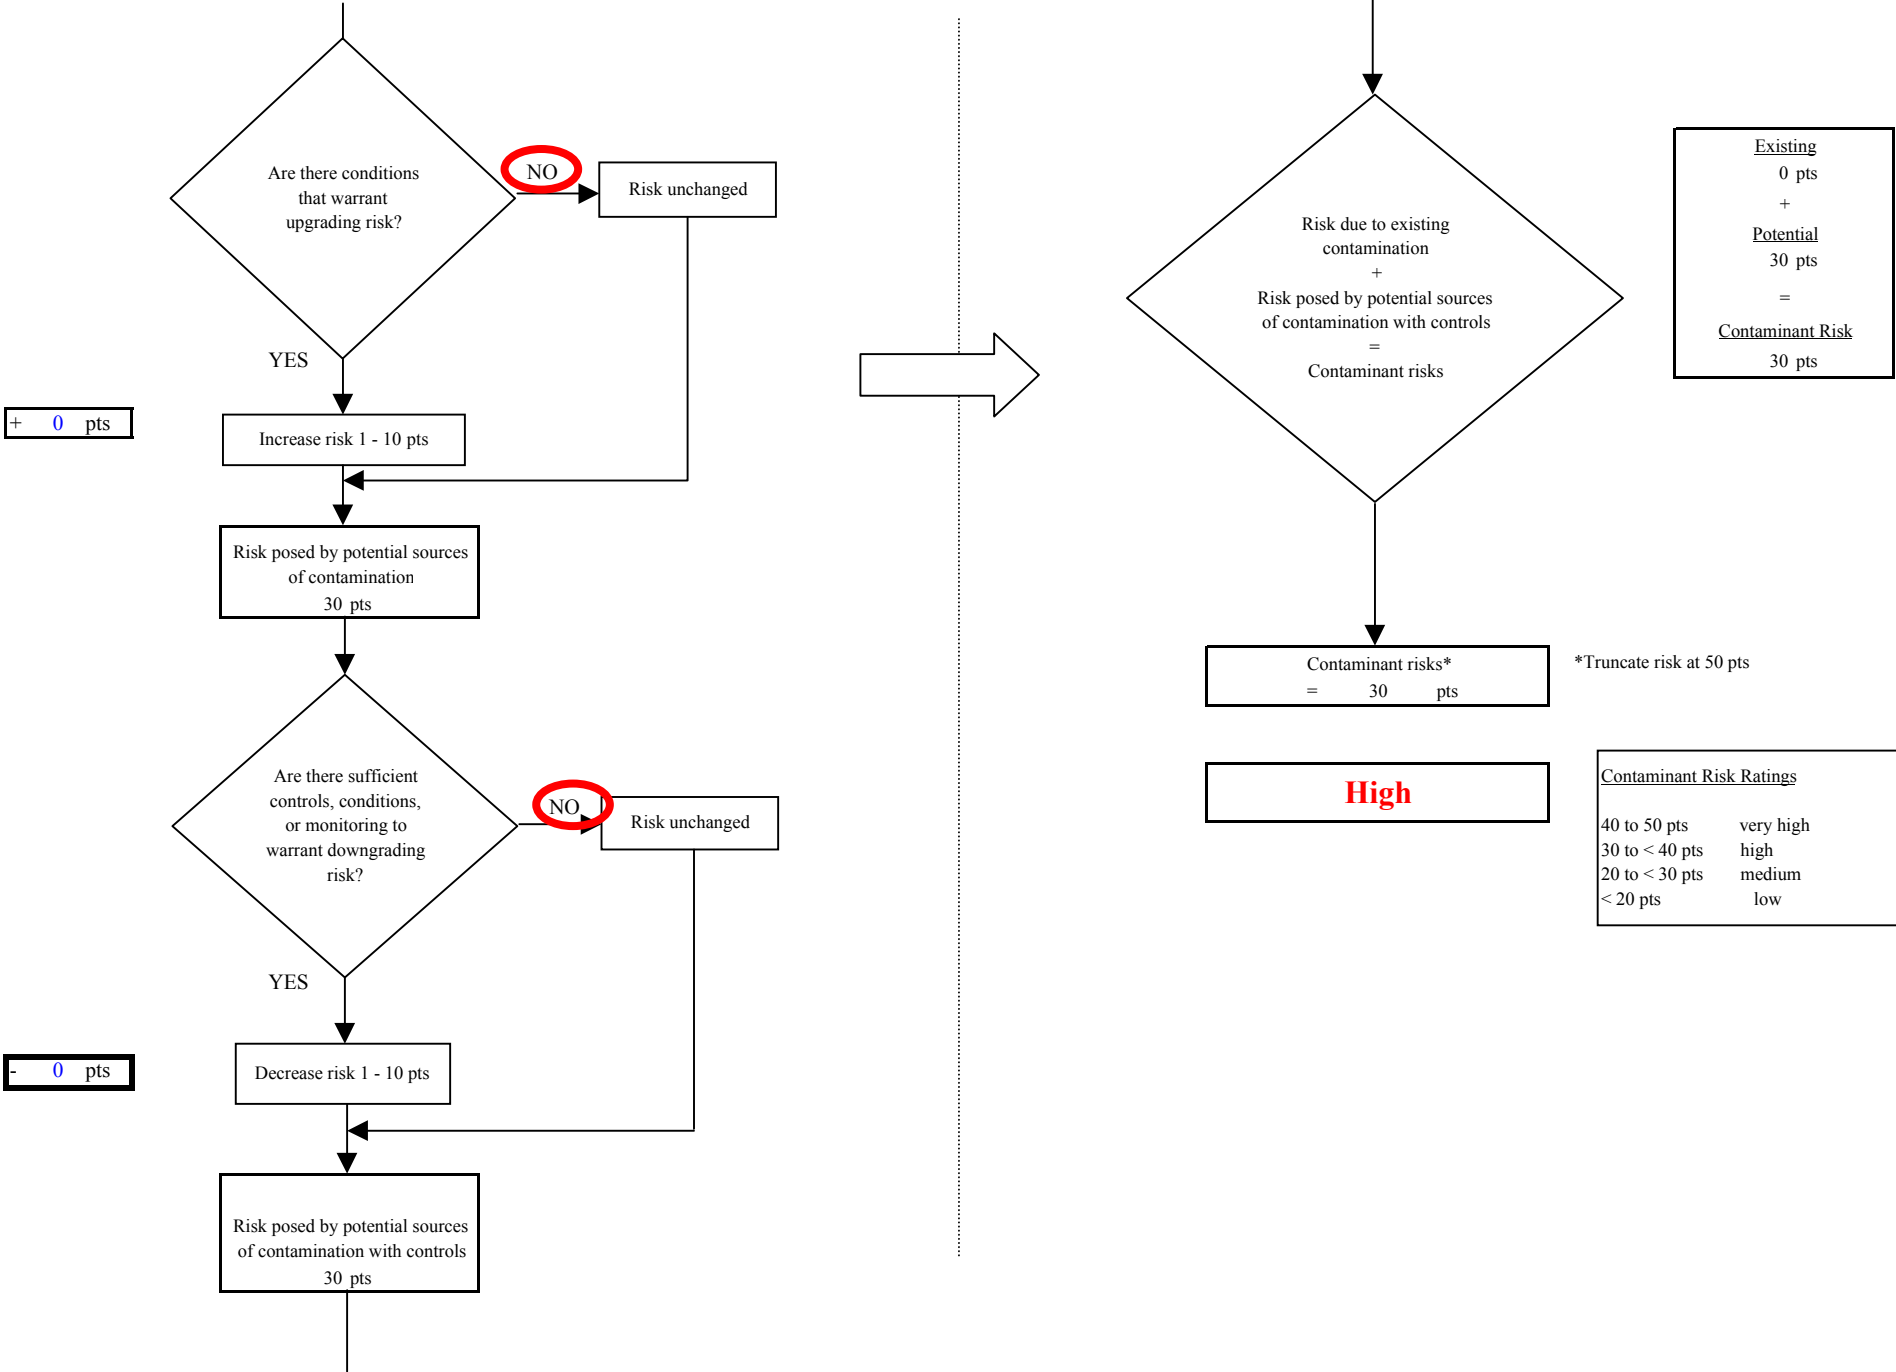 Are there conditions
that warrant
upgrading risk?
NO
Risk unchanged
YES
+ 0 pts
Increase risk 1 - 10 pts
Risk posed by potential sources
of contamination
30 pts
Are there sufficient
controls, conditions,
or monitoring to
warrant downgrading
risk?
NO
Risk unchanged
YES
- 0 pts
Decrease risk 1 - 10 pts
Risk posed by potential sources
of contamination with controls
30 pts
Risk due to existing
contamination
+
Risk posed by potential sources
of contamination with controls
=
Contaminant risks
Existing
0 pts
+
Potential
30 pts
=
Contaminant Risk
30 pts
Contaminant risks*
= 30 pts
*Truncate risk at 50 pts
High
Contaminant Risk Ratings
40 to 50 pts very high
30 to < 40 pts high
20 to < 30 pts medium
< 20 pts low